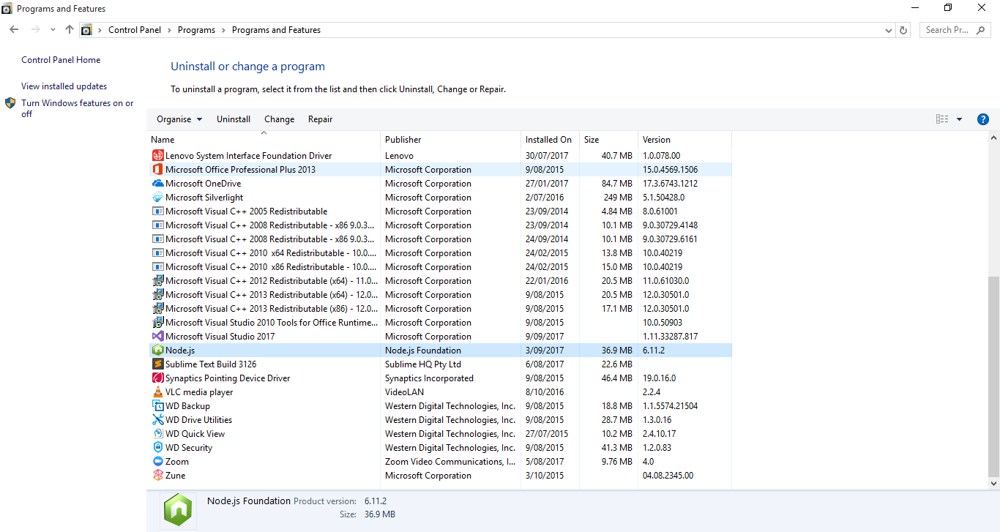 Programs and Features
Control Panel > Programs > Programs and Features
Search Pr...
Control Panel Home
View installed updates
Turn Windows features on or
off
Uninstall or change a program
To uninstall a program, select it from the list and then click Uninstall, Change or Repair.
Organise Uninstall Change Repair
Name Publisher Installed On Size Version
Lenovo System Interface Foundation Driver Lenovo 30/07/2017 40.7 MB 1.0.078.00
Microsoft Office Professional Plus 2013 Microsoft Corporation 9/08/2015 15.0.4569.1506
Microsoft OneDrive Microsoft Corporation 27/01/2017 84.7 MB 17.3.6743.1212
Microsoft Silverlight Microsoft Corporation 2/07/2016 249 MB 5.1.50428.0
Microsoft Visual C++ 2005 Redistributable Microsoft Corporation 23/09/2014 4.84 MB 8.0.61001
Microsoft Visual C++ 2008 Redistributable - x86 9.0.3... Microsoft Corporation 23/09/2014 10.1 MB 9.0.30729.4148
Microsoft Visual C++ 2008 Redistributable - x86 9.0.3... Microsoft Corporation 24/09/2014 10.1 MB 9.0.30729.6161
Microsoft Visual C++ 2010 x64 Redistributable - 10.0.... Microsoft Corporation 24/02/2015 13.8 MB 10.0.40219
Microsoft Visual C++ 2010 x86 Redistributable - 10.0.... Microsoft Corporation 24/02/2015 15.0 MB 10.0.40219
Microsoft Visual C++ 2012 Redistributable (x64) - 11.0... Microsoft Corporation 22/01/2016 20.5 MB 11.0.61030.0
Microsoft Visual C++ 2013 Redistributable (x64) - 12.0... Microsoft Corporation 9/08/2015 20.5 MB 12.0.30501.0
Microsoft Visual C++ 2013 Redistributable (x86) - 12.0... Microsoft Corporation 9/08/2015 17.1 MB 12.0.30501.0
Microsoft Visual Studio 2010 Tools for Office Runtime... Microsoft Corporation 9/08/2015 10.0.50903
Microsoft Visual Studio 2017 Microsoft Corporation 9/09/2017 1.11.33287.817
Node.js Node.js Foundation 3/09/2017 36.9 MB 6.11.2
Sublime Text Build 3126 Sublime HQ Pty Ltd 6/08/2017 22.6 MB
Synaptics Pointing Device Driver Synaptics Incorporated 9/08/2015 46.4 MB 19.0.16.0
VLC media player VideoLAN 8/10/2016 2.2.4
WD Backup Western Digital Technologies, Inc. 9/08/2015 18.8 MB 1.1.5574.21504
WD Drive Utilities Western Digital Technologies, Inc. 9/08/2015 28.7 MB 1.3.0.16
WD Quick View Western Digital Technologies, Inc. 27/07/2015 10.2 MB 2.4.10.17
WD Security Western Digital Technologies, Inc. 9/08/2015 41.3 MB 1.2.0.83
Zoom Zoom Video Communications, I... 5/08/2017 9.76 MB 4.0
Zune Microsoft Corporation 3/10/2015 04.08.2345.00
Node.js Foundation Product version: 6.11.2
Size: 36.9 MB